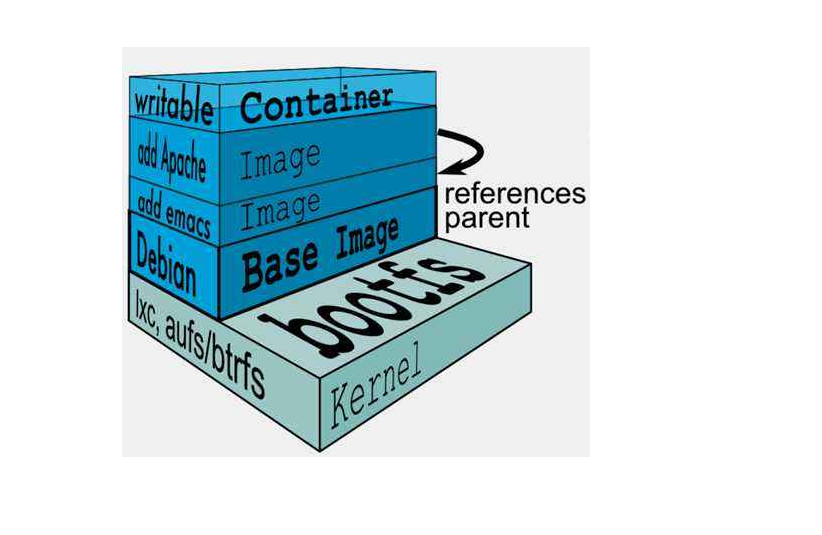 writable Container
add Apache Image
add emacs Image
Debian Base Image
references
parent
bootfs
lxc, aufs/btrfs
Kernel